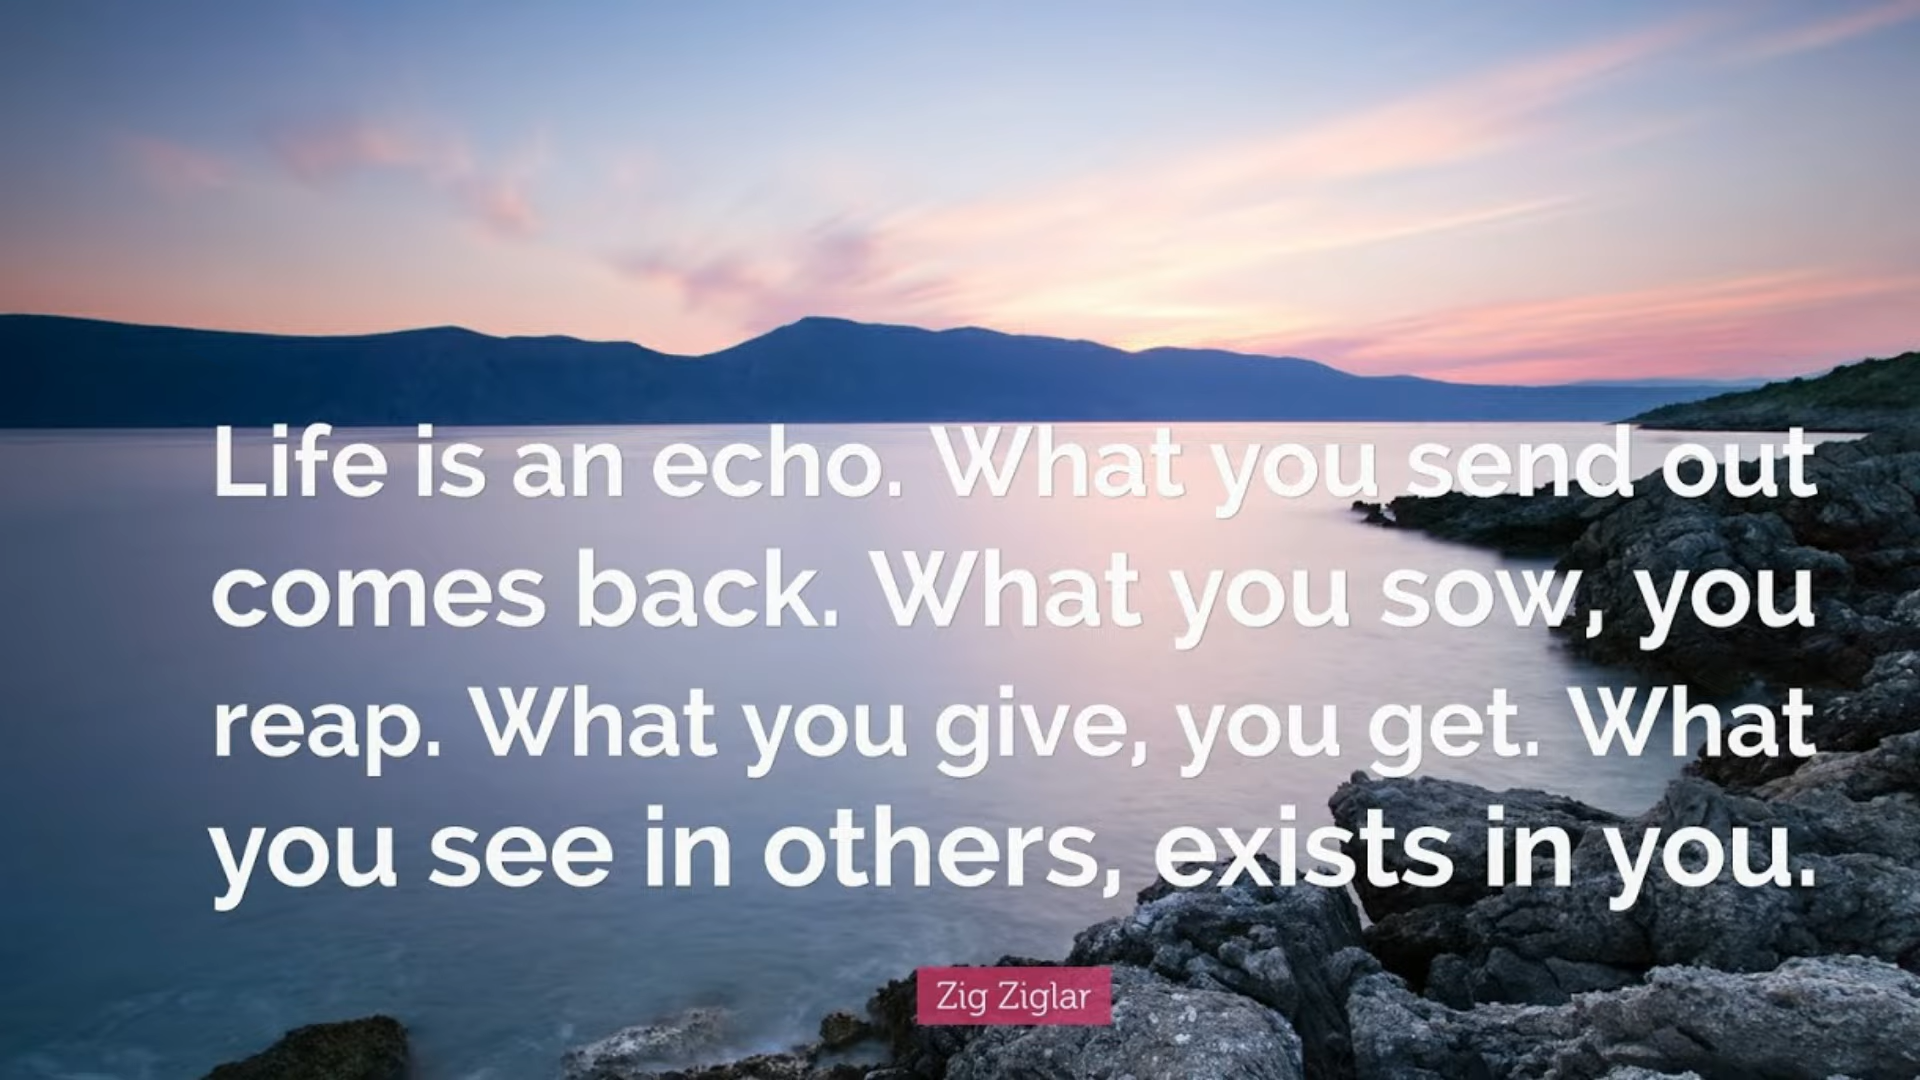 Life is an echo. What you send out
comes back. What you sow, you
reap. What you give, you get. What
you see in others, exists in you.
Zig Ziglar